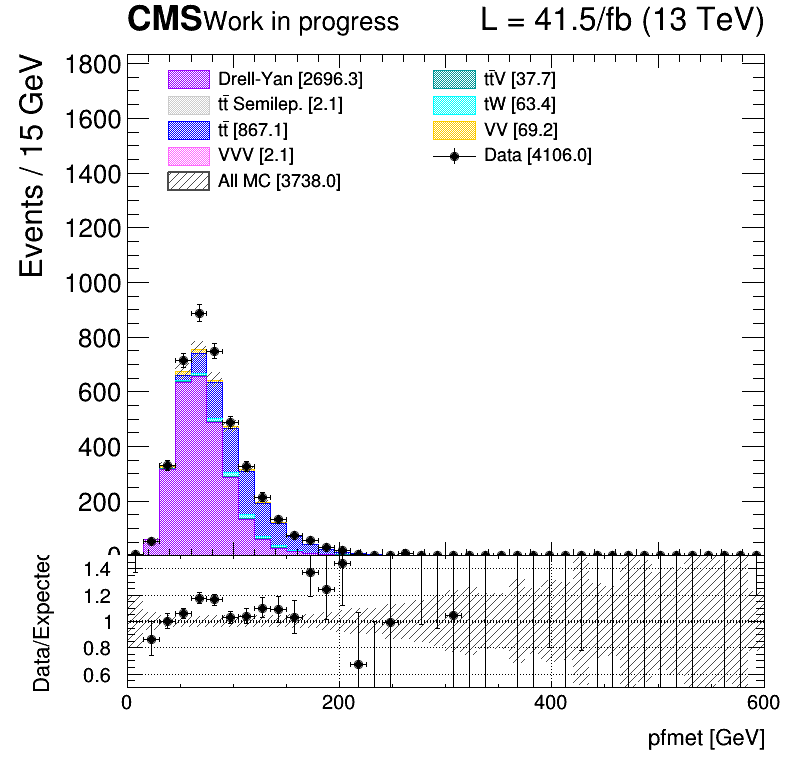 CMS Work in progress L = 41.5/fb (13 TeV)
Events / 15 GeV
1800
1600
1400
1200
1000
800
600
400
200
0
Drell-Yan [2696.3]
tt̄ Semilep. [2.1]
tt̄ [867.1]
VVV [2.1]
All MC [3738.0]
tt̄V [37.7]
tW [63.4]
VV [69.2]
Data [4106.0]
Data/Expected
1.4
1.2
1
0.8
0.6
0 200 400 600
pfmet [GeV]